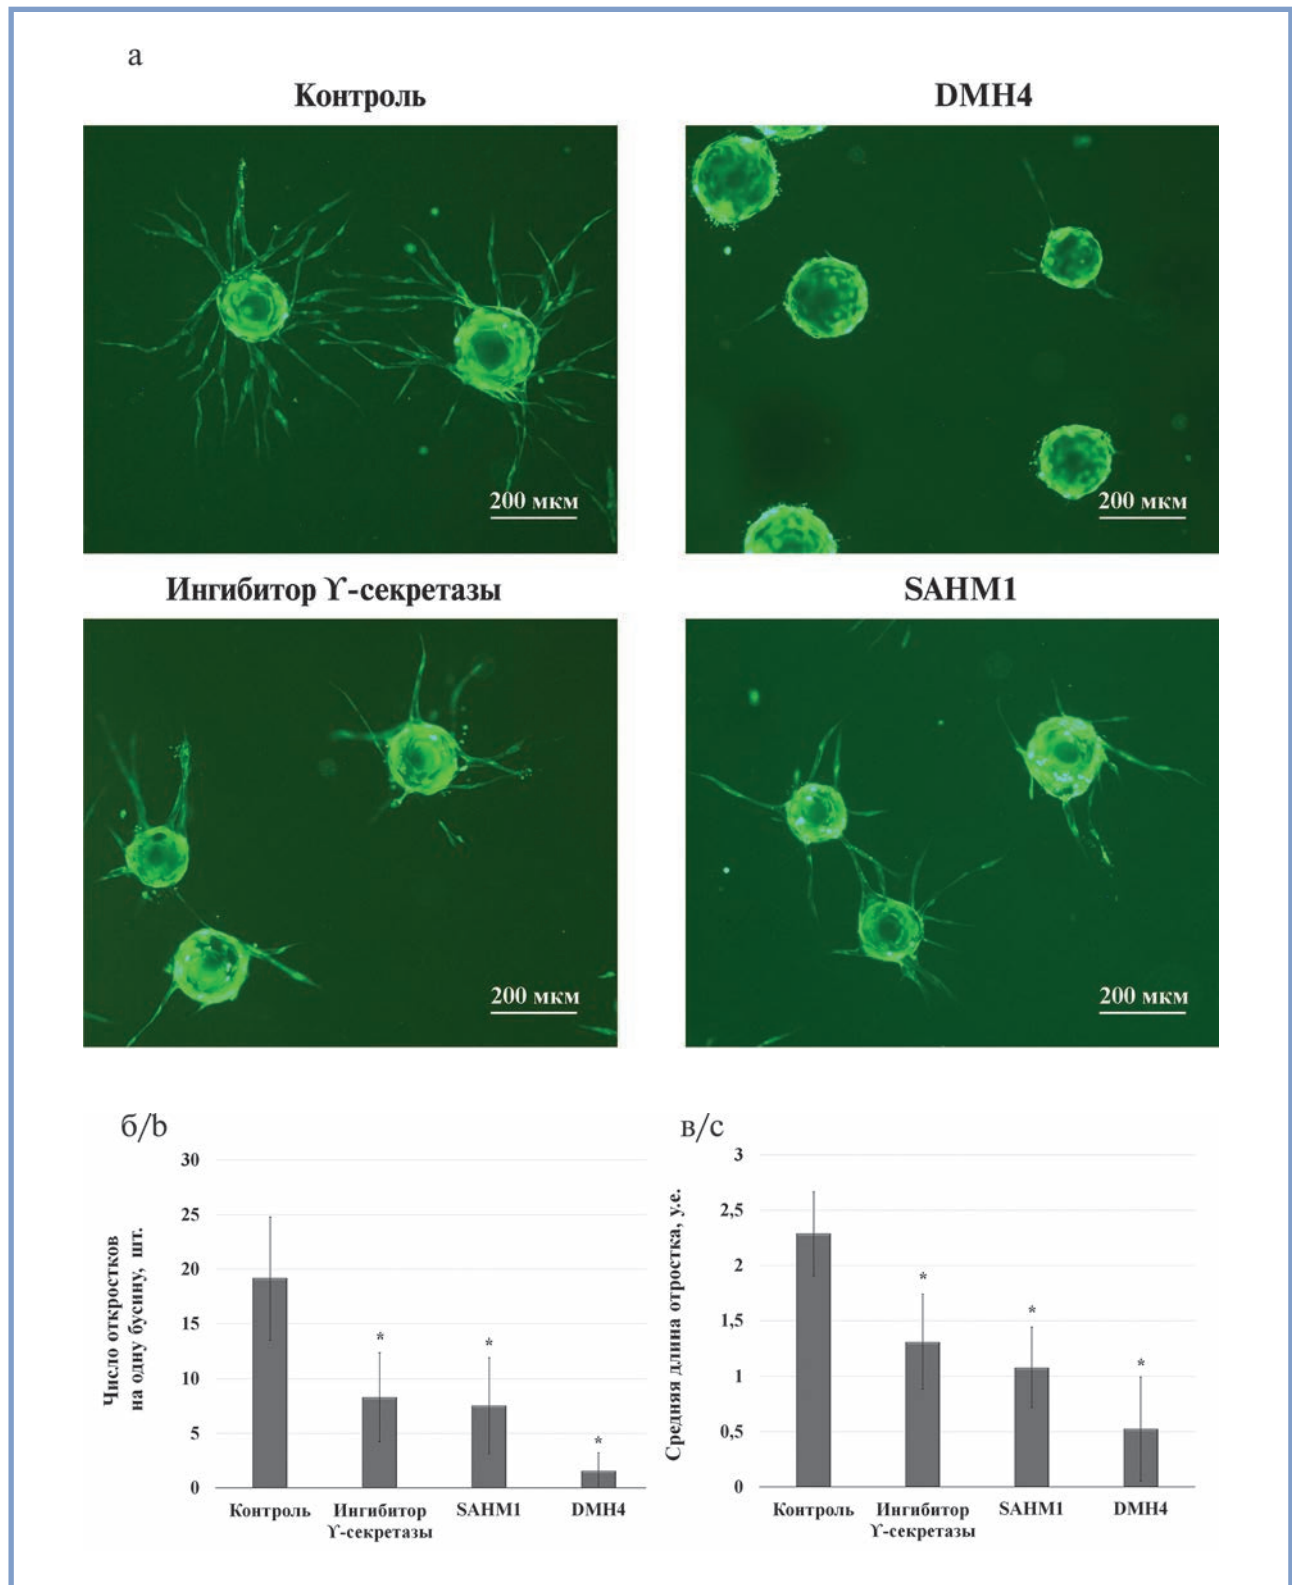 а
Контроль
DMH4
200 мкм
200 мкм
Ингибитор ϒ-секретазы
SAHM1
200 мкм
200 мкм
б/b
Число откростков
на одну бусину, шт.
30
25
20
15
10
5
0
*
*
*
Контроль
Ингибитор
ϒ-секретазы
SAHM1
DMH4
в/c
Средняя длина отростка, у.е.
3
2,5
2
1,5
1
0,5
0
*
*
*
Контроль
Ингибитор
ϒ-секретазы
SAHM1
DMH4